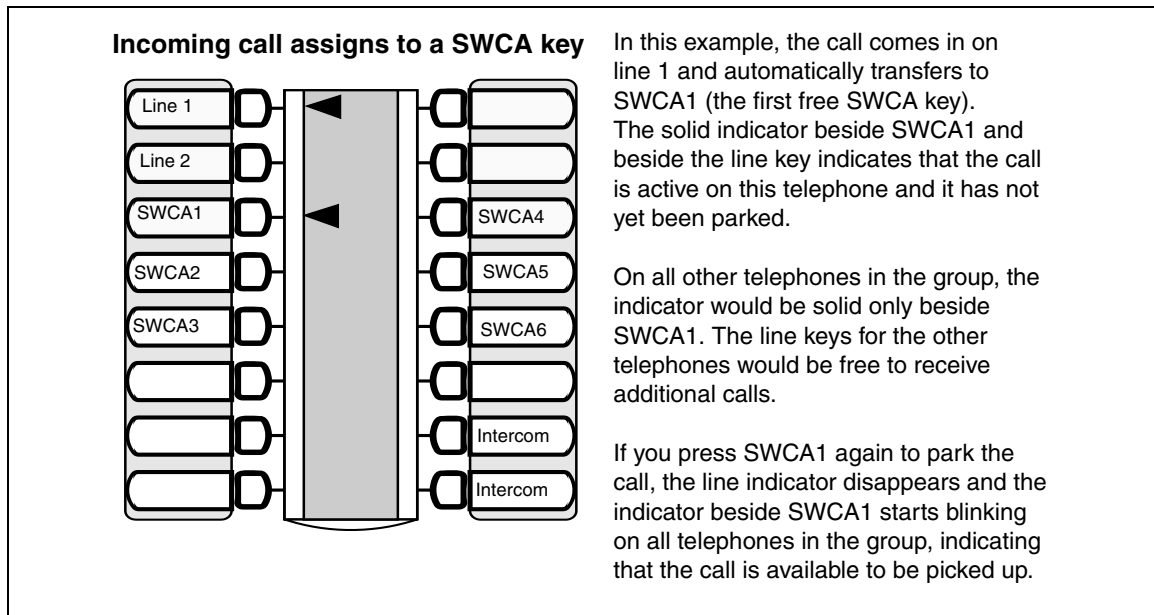 Incoming call assigns to a SWCA key
Line 1
Line 2
SWCA1
SWCA2
SWCA3
SWCA4
SWCA5
SWCA6
Intercom
Intercom
In this example, the call comes in on
line 1 and automatically transfers to
SWCA1 (the first free SWCA key).
The solid indicator beside SWCA1 and
beside the line key indicates that the call
is active on this telephone and it has not
yet been parked.
On all other telephones in the group, the
indicator would be solid only beside
SWCA1. The line keys for the other
telephones would be free to receive
additional calls.
If you press SWCA1 again to park the
call, the line indicator disappears and the
indicator beside SWCA1 starts blinking
on all telephones in the group, indicating
that the call is available to be picked up.